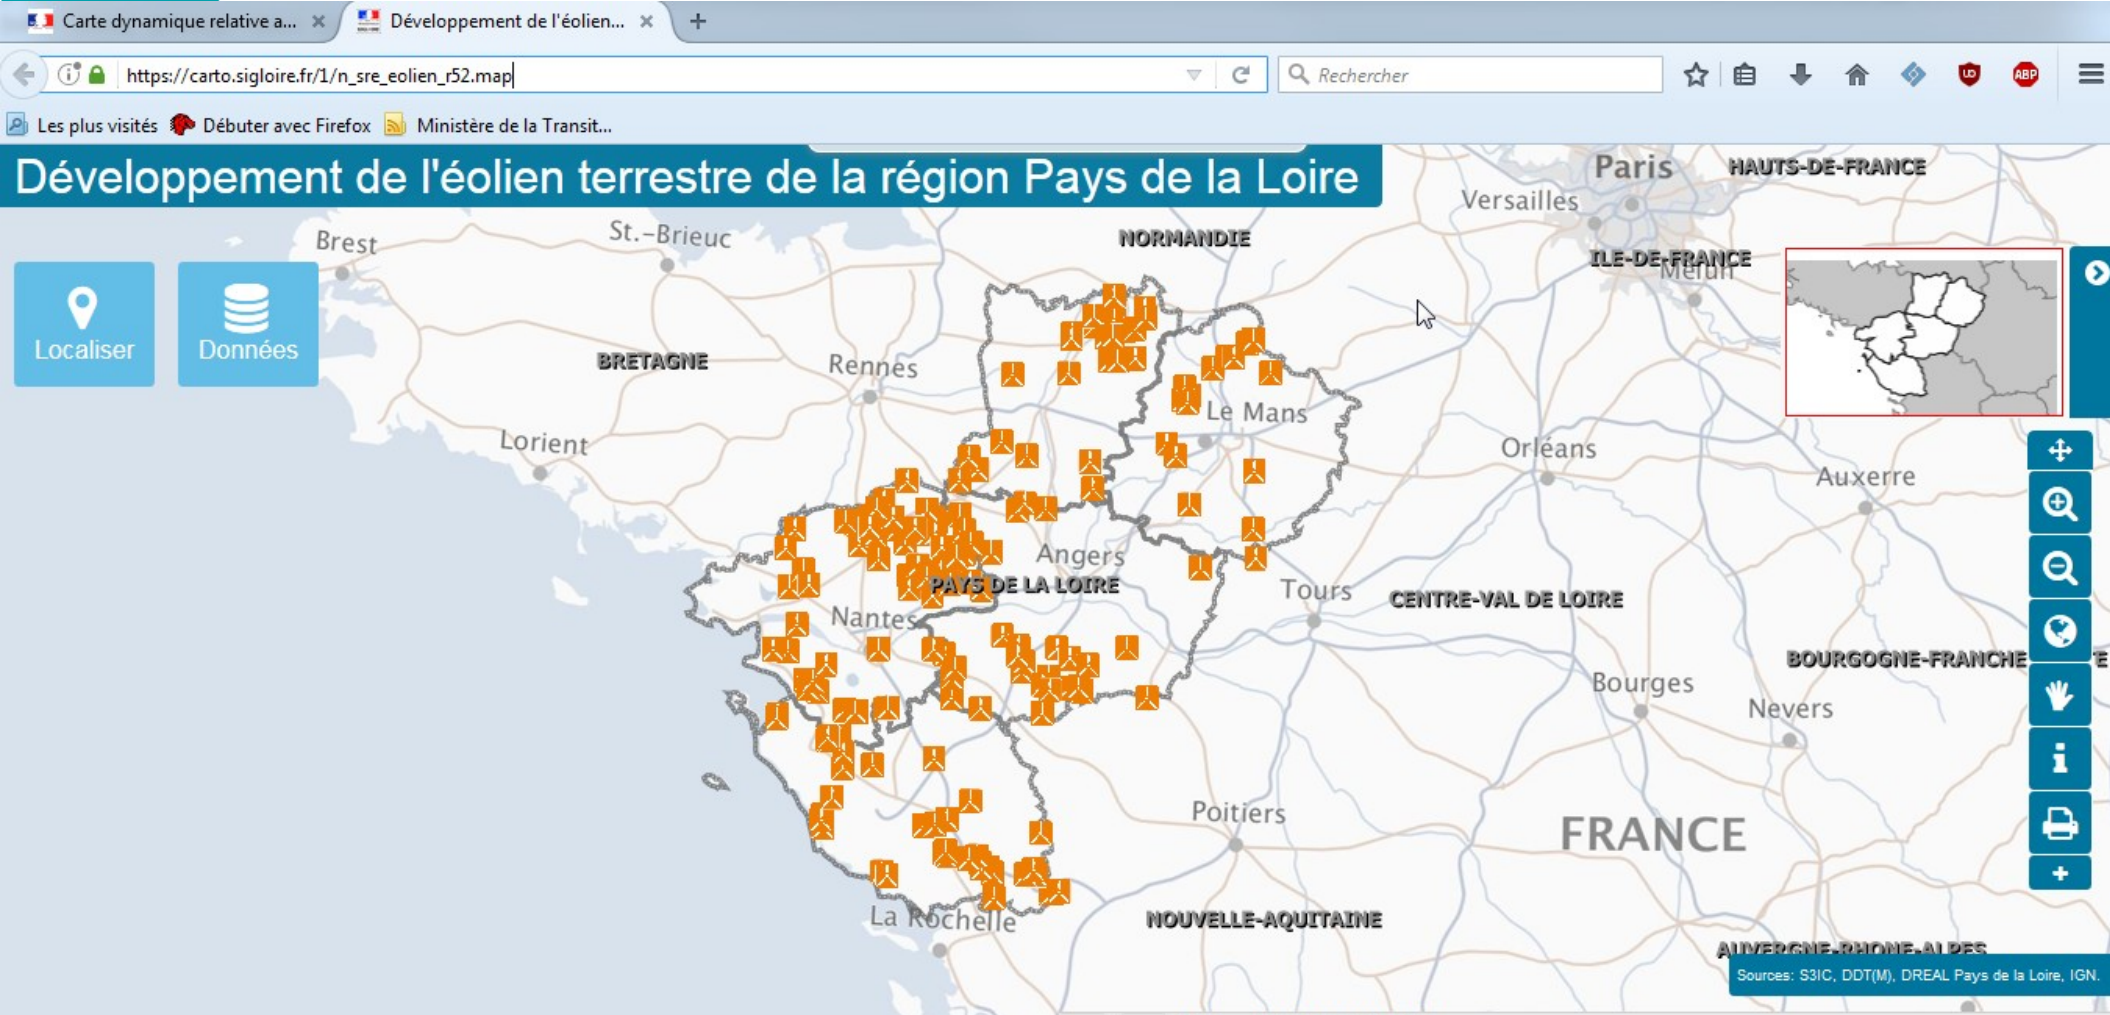 Carte dynamique relative a...
Développement de l'éolien...
https://carto.sigloire.fr/1/n_sre_eolien_r52.map
Rechercher
ABP
Les plus visités
Débuter avec Firefox
Ministère de la Transit...
Développement de l'éolien terrestre de la région Pays de la Loire
Paris
HAUTS-DE-FRANCE
Versailles
Brest
St.-Brieuc
NORMANDIE
ILE-DE-FRANCE
Melun
Localiser
Données
BRETAGNE
Rennes
Le Mans
Lorient
Orléans
Auxerre
Angers
PAYS DE LA LOIRE
Tours
CENTRE-VAL DE LOIRE
Nantes
BOURGOGNE-FRANCHE
E
Bourges
Nevers
Poitiers
FRANCE
La Rochelle
NOUVELLE-AQUITAINE
AUVERGNE-RHONE-ALPES
Sources: S3IC, DDT(M), DREAL Pays de la Loire, IGN.